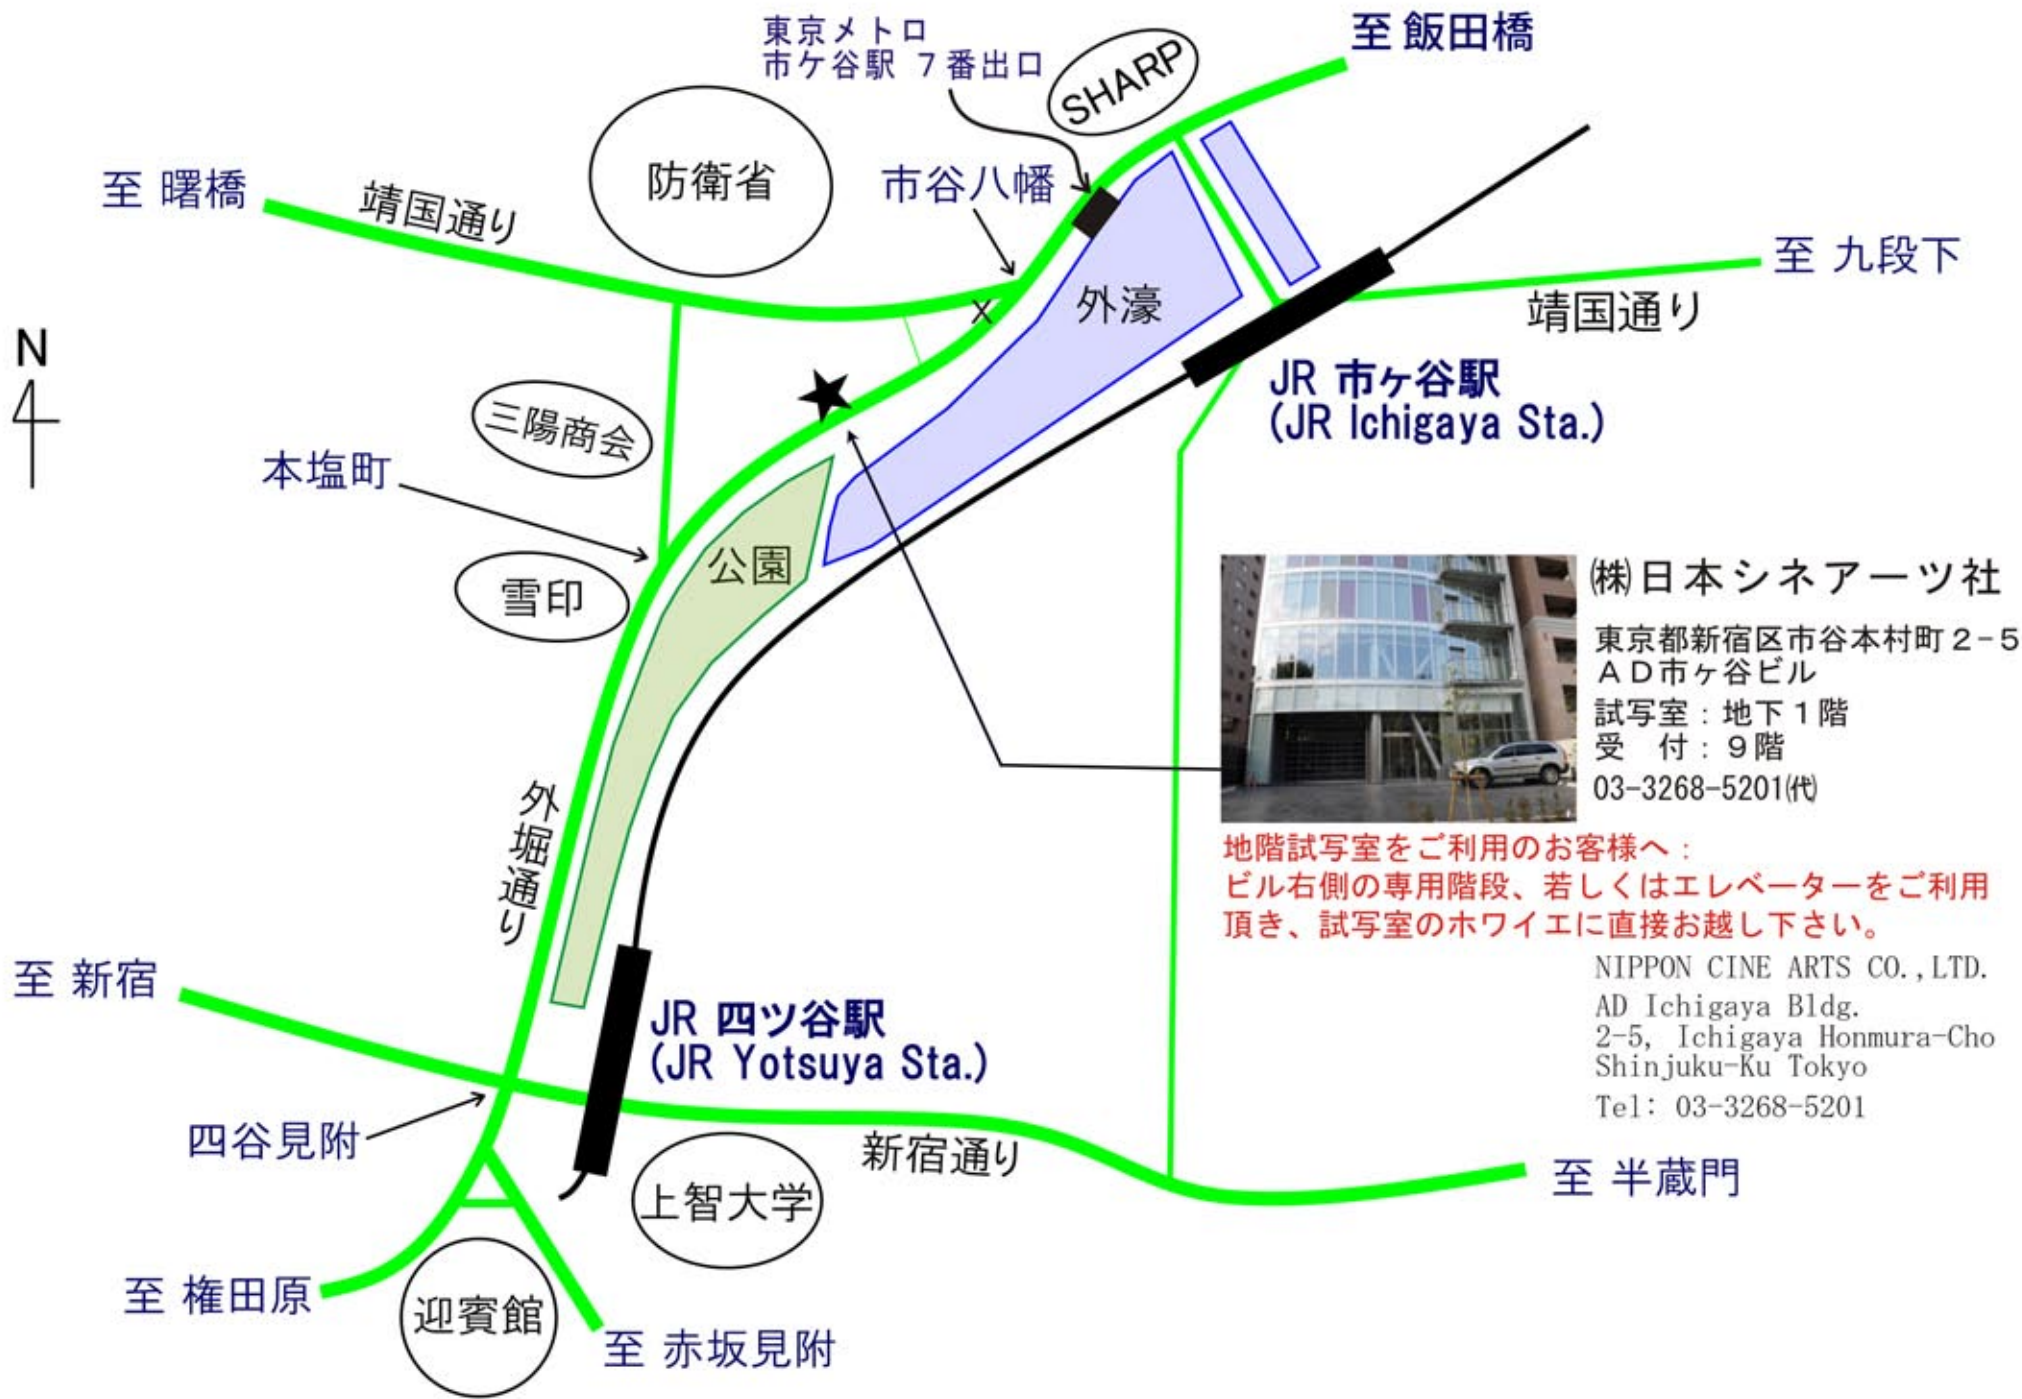 東京メトロ
市ケ谷駅 7番出口
SHARP
至 飯田橋
防衛省
市谷八幡
至 曙橋
靖国通り
X
外濠
至 九段下
靖国通り
N
JR 市ヶ谷駅
(JR Ichigaya Sta.)
三陽商会
本塩町
公園
雪印
㈱日本シネアーツ社
東京都新宿区市谷本村町2-5
AD市ヶ谷ビル
試写室:地下1階
受 付:9階
03-3268-5201㈹
地階試写室をご利用のお客様へ:
ビル右側の専用階段、若しくはエレベーターをご利用
頂き、試写室のホワイエに直接お越し下さい。
NIPPON CINE ARTS CO.,LTD.
AD Ichigaya Bldg.
2-5, Ichigaya Honmura-Cho
Shinjuku-Ku Tokyo
Tel: 03-3268-5201
外堀通り
至 新宿
JR 四ツ谷駅
(JR Yotsuya Sta.)
四谷見附
新宿通り
上智大学
至 半蔵門
至 権田原
迎賓館
至 赤坂見附